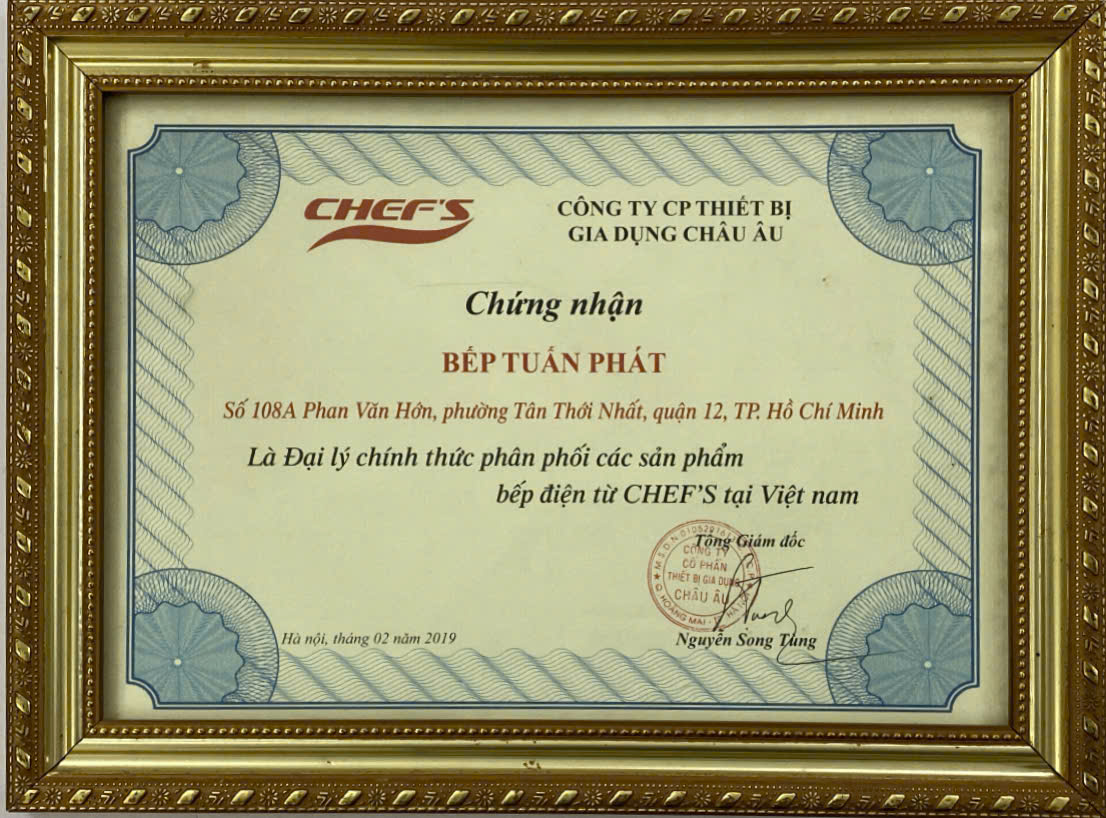 CHEF'S
CÔNG TY CP THIẾT BỊ
GIA DỤNG CHÂU ÂU
Chứng nhận
BẾP TUẤN PHÁT
Số 108A Phan Văn Hớn, phường Tân Thới Nhất, quận 12, TP. Hồ Chí Minh
Là Đại lý chính thức phân phối các sản phẩm
bếp điện từ CHEF'S tại Việt nam
Tổng Giám đốc
CÔNG TY
CỔ PHẦN
THIẾT BỊ GIA DỤNG
CHÂU ÂU
HOÀNG MAI
Hà nội, tháng 02 năm 2019
Nguyễn Song Tùng